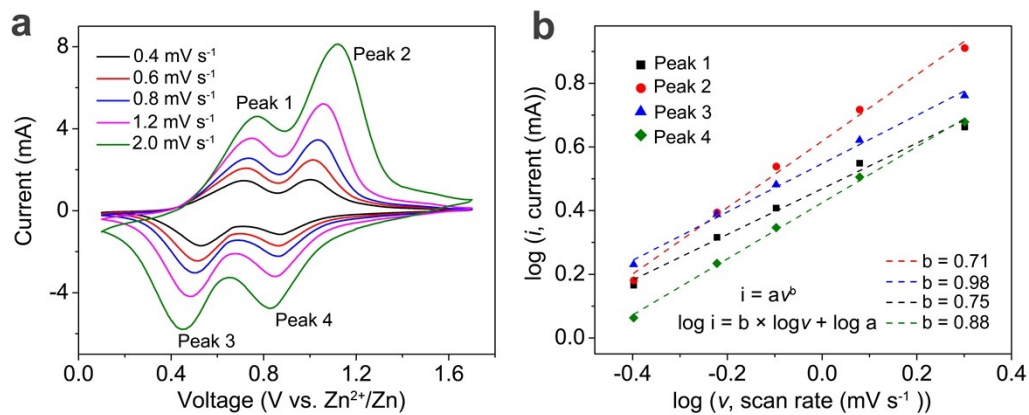 a
8
4
0
-4
Current (mA)
0.4 mV s⁻¹
0.6 mV s⁻¹
0.8 mV s⁻¹
1.2 mV s⁻¹
2.0 mV s⁻¹
Peak 1
Peak 2
Peak 3
Peak 4
0.0 0.4 0.8 1.2 1.6
Voltage (V vs. Zn²⁺/Zn)
b
0.8
0.6
0.4
0.2
0.0
log (i, current (mA))
Peak 1
Peak 2
Peak 3
Peak 4
i = aνᵇ
log i = b × logν + log a
b = 0.71
b = 0.98
b = 0.75
b = 0.88
-0.4 -0.2 0.0 0.2 0.4
log (ν, scan rate (mV s⁻¹ ))